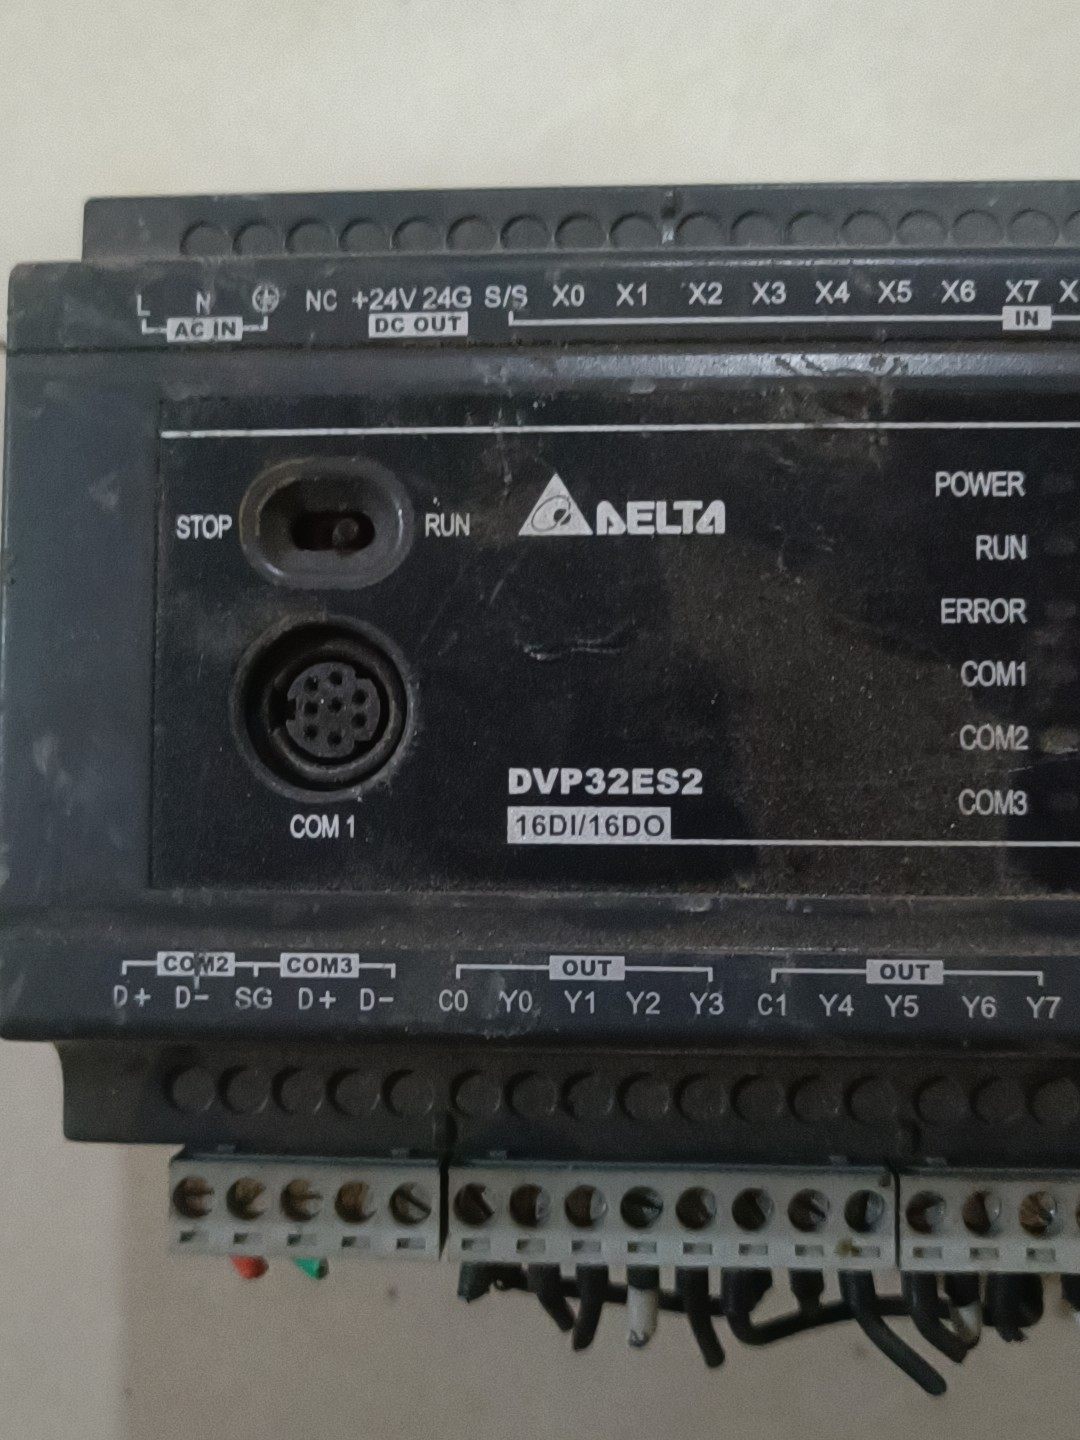 L N NC +24V 24G S/S X0 X1 X2 X3 X4 X5 X6 X7
AC IN DC OUT IN
STOP RUN
DELTA
POWER
RUN
ERROR
COM1
COM2
COM3
COM 1
DVP32ES2
16DI/16DO
COM2 COM3 OUT OUT
D+ D- SG D+ D- C0 Y0 Y1 Y2 Y3 C1 Y4 Y5 Y6 Y7